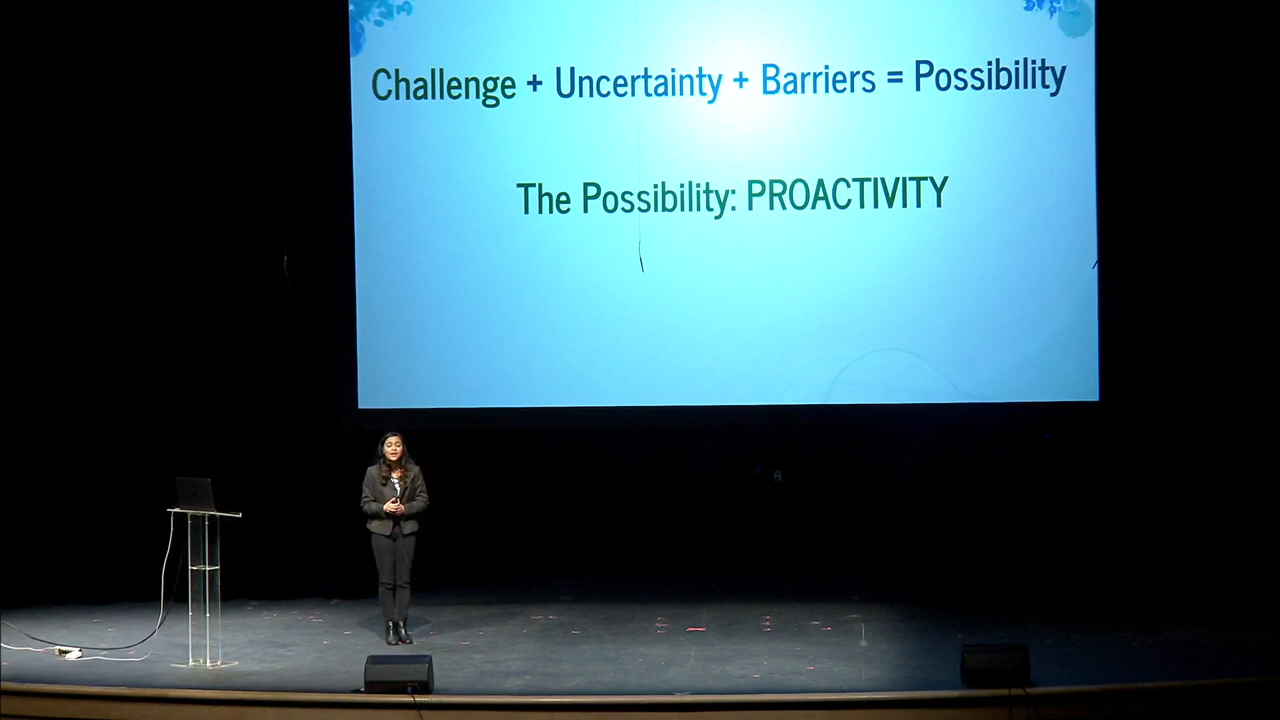 Challenge + Uncertainty + Barriers = Possibility
The Possibility: PROACTIVITY